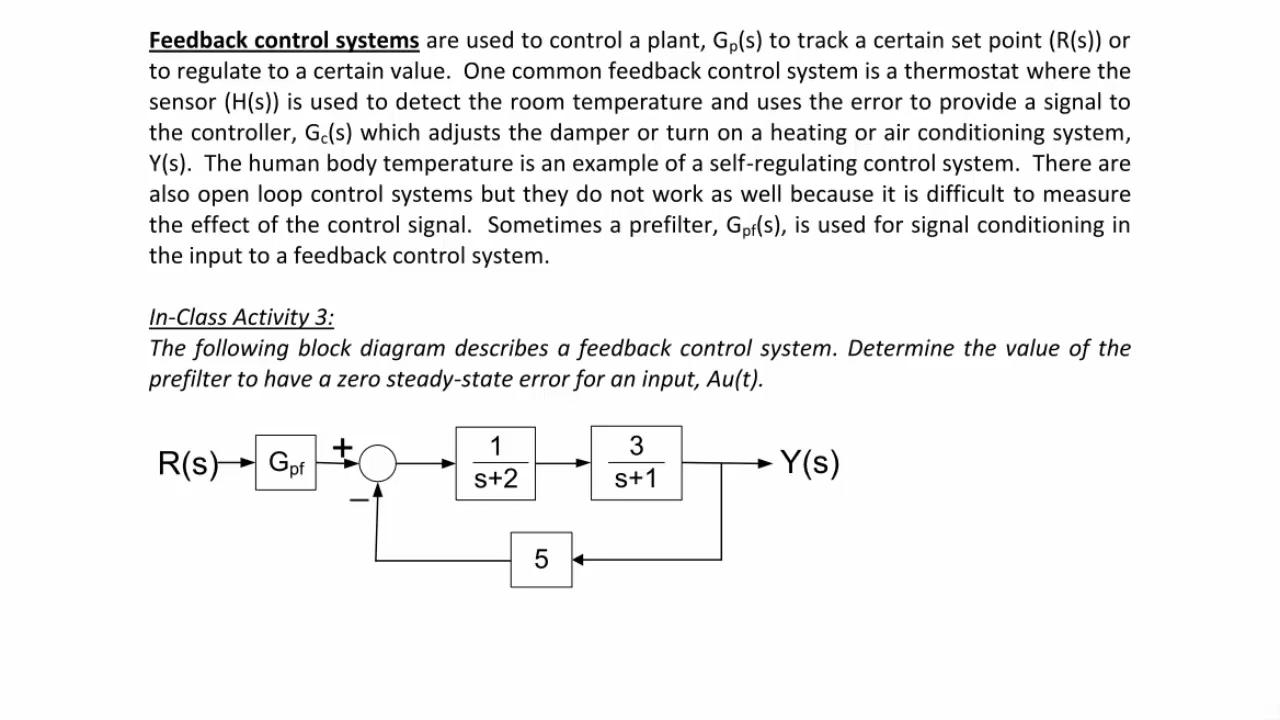 Feedback control systems are used to control a plant, Gp(s) to track a certain set point (R(s)) or
to regulate to a certain value.  One common feedback control system is a thermostat where the
sensor (H(s)) is used to detect the room temperature and uses the error to provide a signal to
the controller, Gc(s) which adjusts the damper or turn on a heating or air conditioning system,
Y(s).  The human body temperature is an example of a self-regulating control system.  There are
also open loop control systems but they do not work as well because it is difficult to measure
the effect of the control signal.  Sometimes a prefilter, Gpf(s), is used for signal conditioning in
the input to a feedback control system.
In-Class Activity 3:
The following block diagram describes a feedback control system. Determine the value of the
prefilter to have a zero steady-state error for an input, Au(t).
R(s)
Gpf
+
−
1
s+2
3
s+1
Y(s)
5